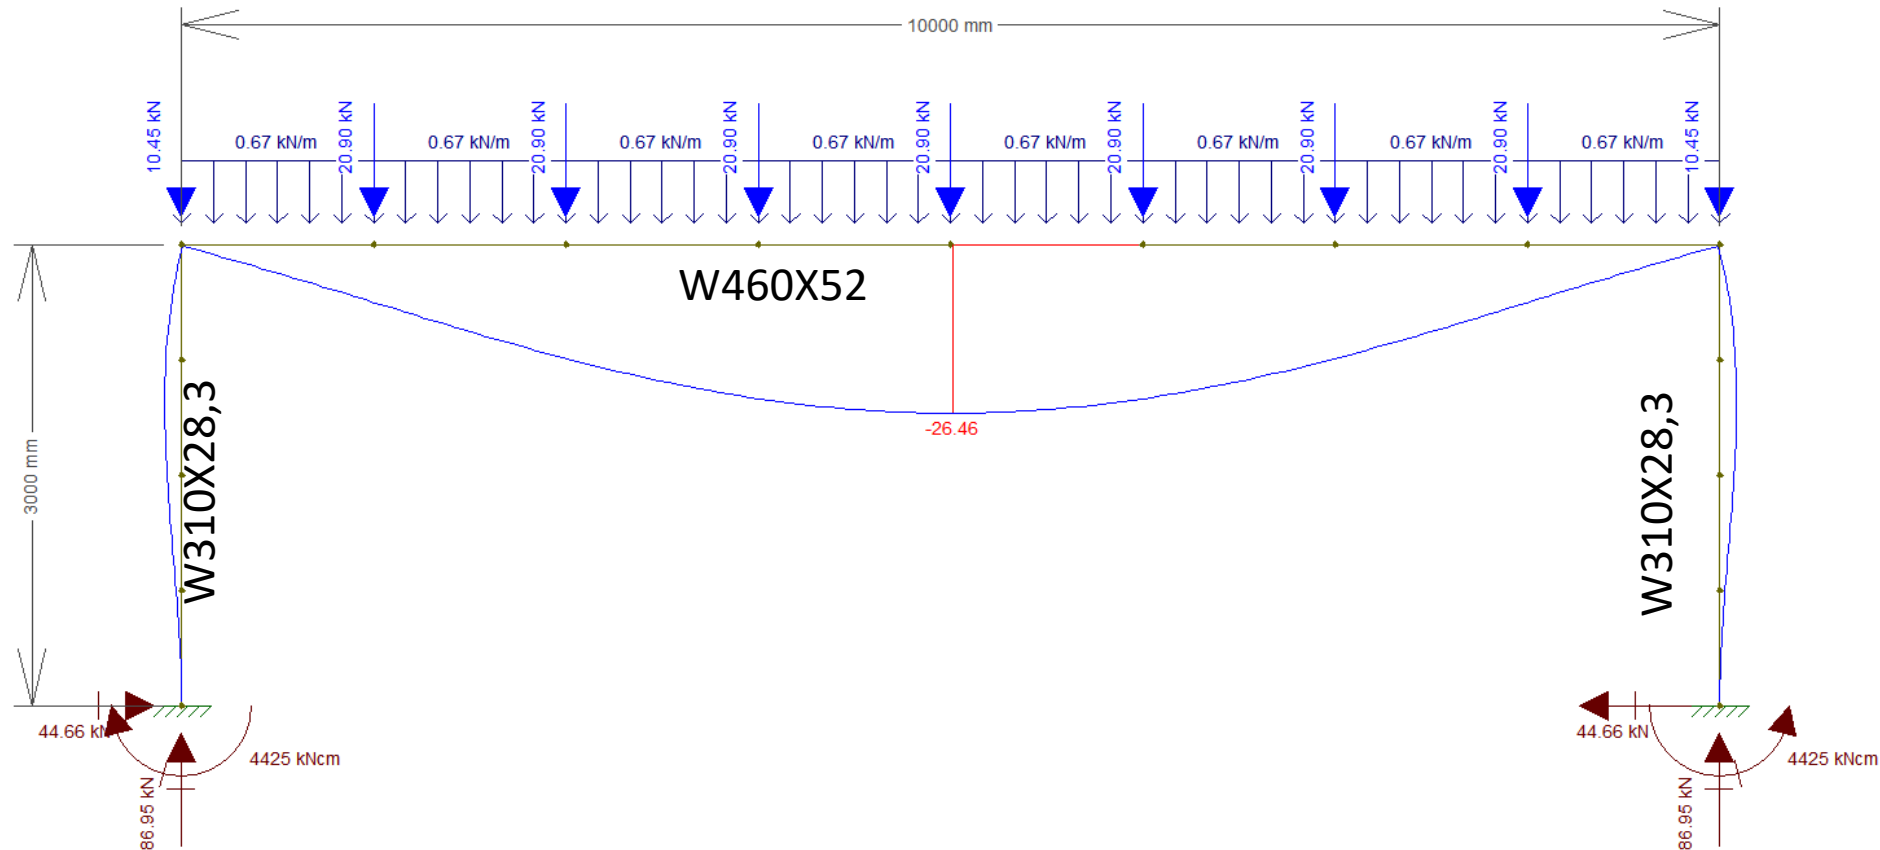 10000 mm
10.45 kN
20.90 kN
20.90 kN
20.90 kN
20.90 kN
20.90 kN
20.90 kN
20.90 kN
10.45 kN
0.67 kN/m
0.67 kN/m
0.67 kN/m
0.67 kN/m
0.67 kN/m
0.67 kN/m
0.67 kN/m
0.67 kN/m
W460X52
-26.46
3000 mm
W310X28,3
W310X28,3
44.66 kN
4425 kNcm
86.95 kN
44.66 kN
4425 kNcm
86.95 kN